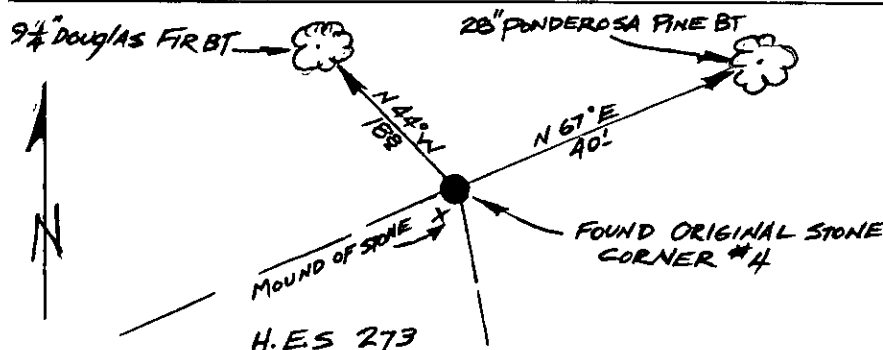 9¼" DOUGLAS FIR BT
28" PONDEROSA PINE BT
N 44° W
N 67° E
40'
N
MOUND OF STONE
X
FOUND ORIGINAL STONE
CORNER #4
H.E.S 273